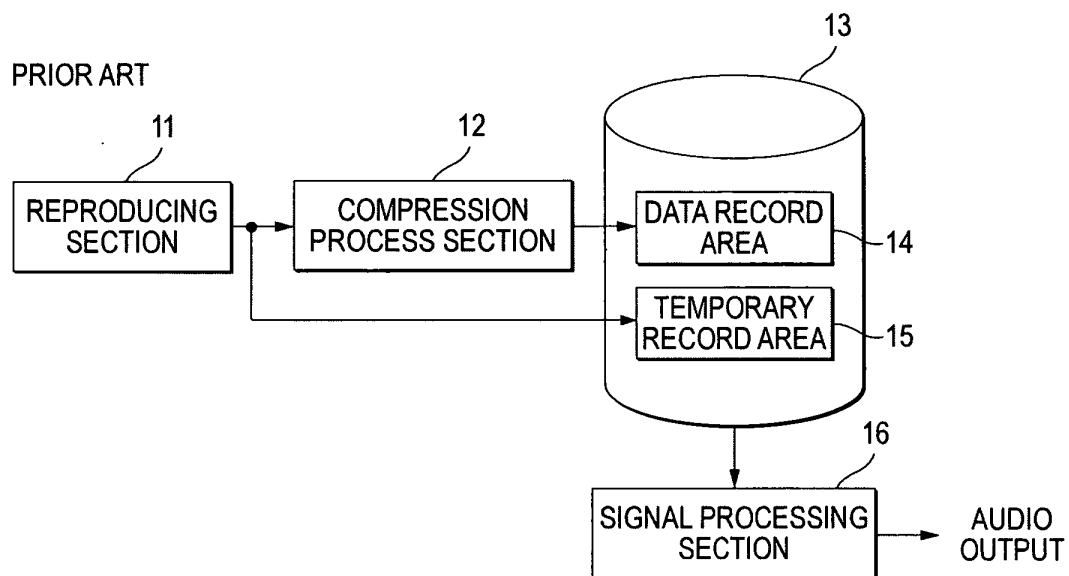 PRIOR ART
11
12
13
REPRODUCING
SECTION
COMPRESSION
PROCESS SECTION
DATA RECORD
AREA
14
TEMPORARY
RECORD AREA
15
16
SIGNAL PROCESSING
SECTION
AUDIO
OUTPUT